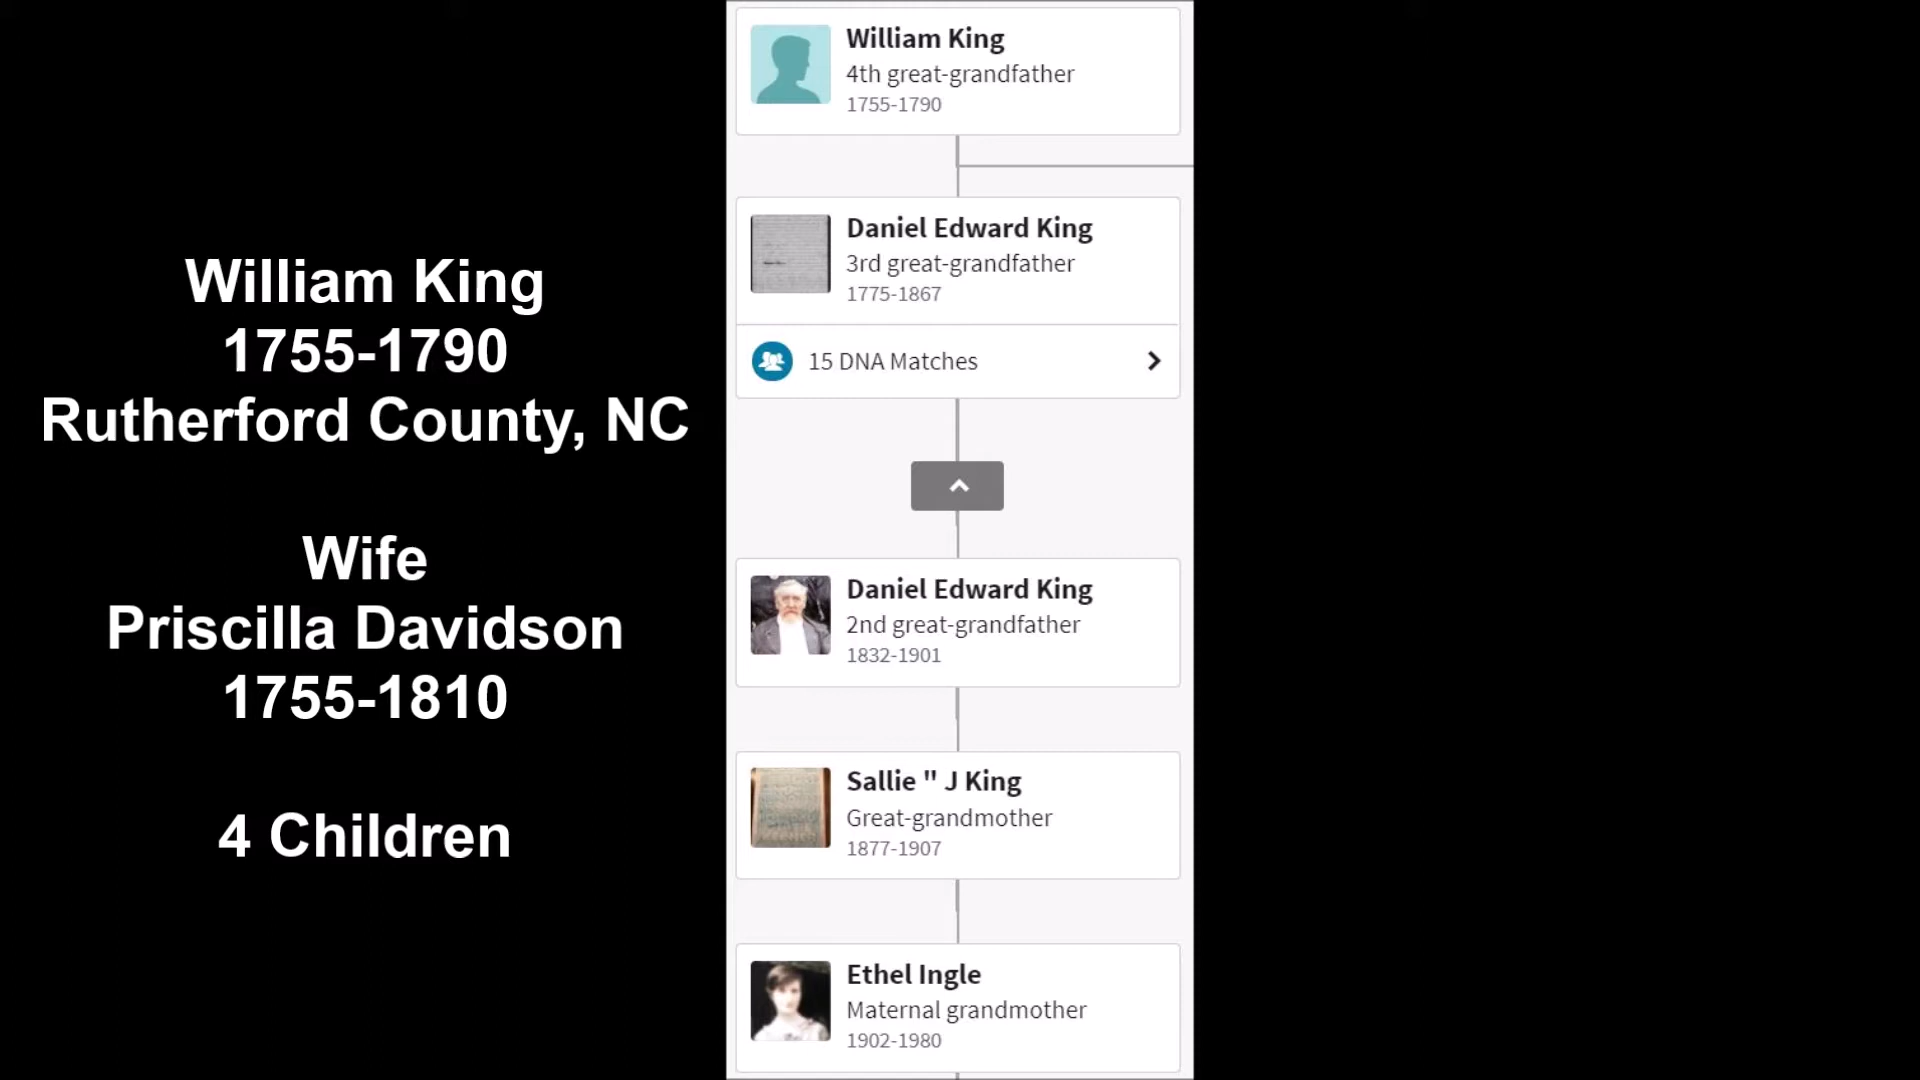 William King
1755-1790
Rutherford County, NC
Wife
Priscilla Davidson
1755-1810
4 Children
William King
4th great-grandfather
1755-1790
Daniel Edward King
3rd great-grandfather
1775-1867
15 DNA Matches
Daniel Edward King
2nd great-grandfather
1832-1901
Sallie " J King
Great-grandmother
1877-1907
Ethel Ingle
Maternal grandmother
1902-1980